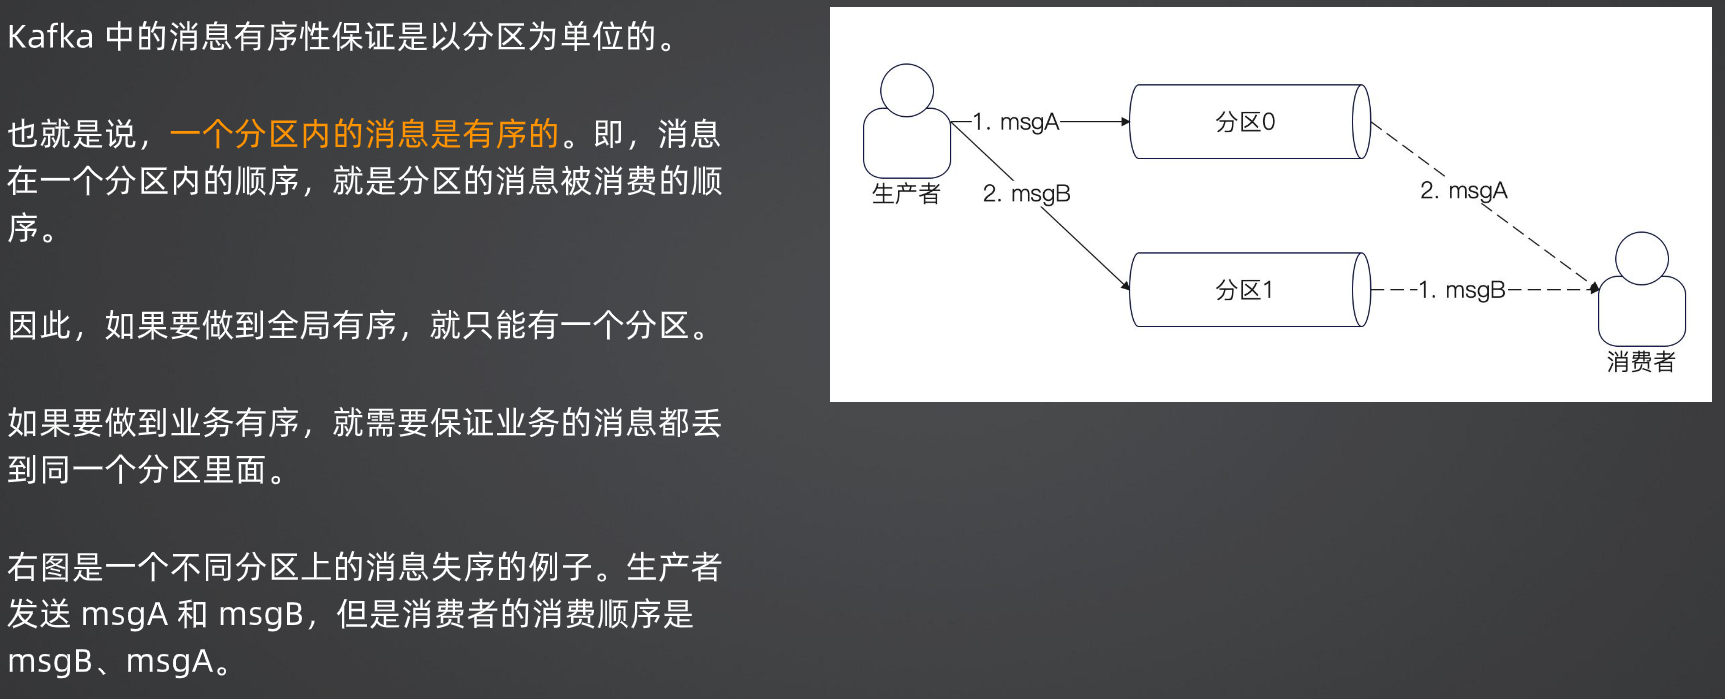 Kafka 中的消息有序性保证是以分区为单位的。
也就是说，一个分区内的消息是有序的。即，消息
在一个分区内的顺序，就是分区的消息被消费的顺
序。
因此，如果要做到全局有序，就只能有一个分区。
如果要做到业务有序，就需要保证业务的消息都丢
到同一个分区里面。
右图是一个不同分区上的消息失序的例子。生产者
发送 msgA 和 msgB，但是消费者的消费顺序是
msgB、msgA。
1. msgA
分区0
生产者
2. msgB
2. msgA
分区1
1. msgB
消费者